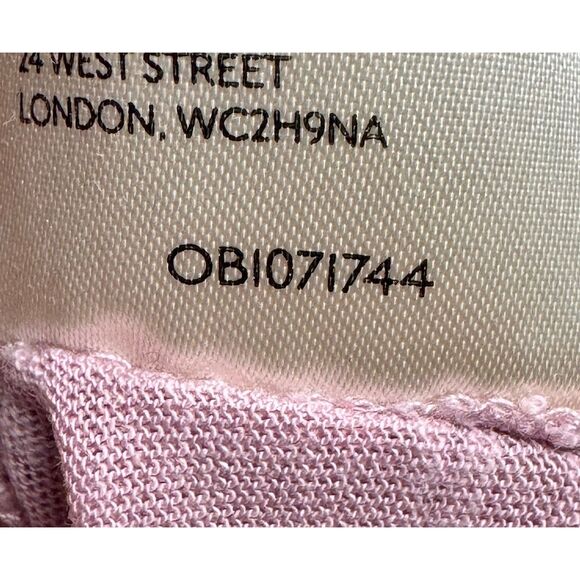 24 WEST STREET
LONDON, WC2H9NA
OB1071744